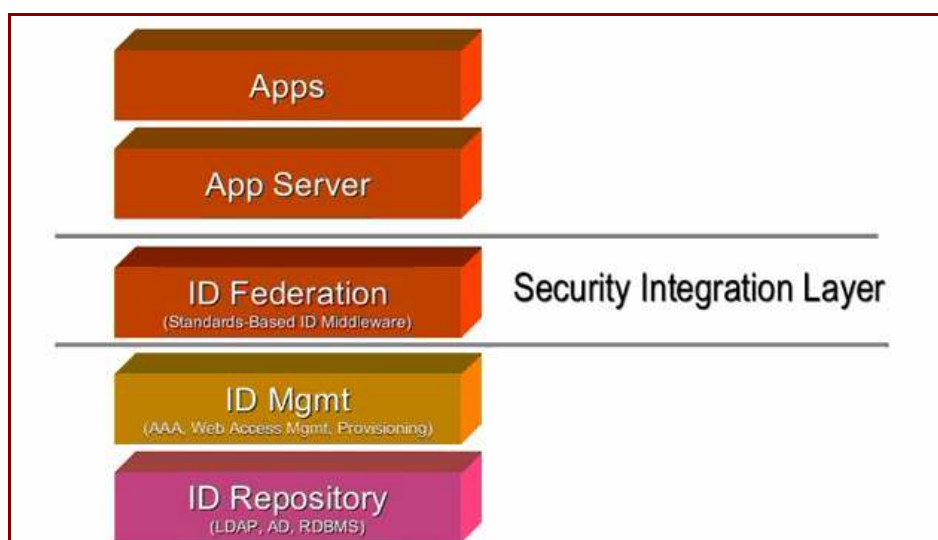 Apps
App Server
ID Federation
(Standards-Based ID Middleware)
Security Integration Layer
ID Mgmt
(AAA, Web Access Mgmt, Provisioning)
ID Repository
(LDAP, AD, RDBMS)